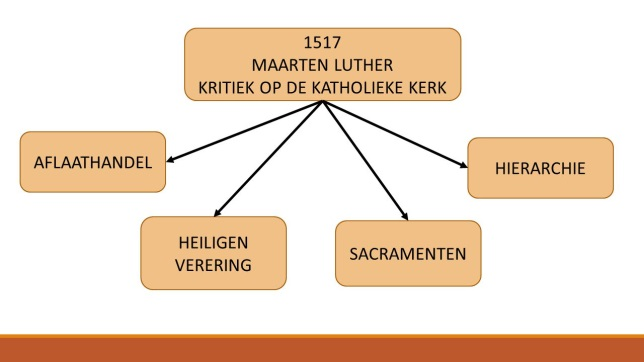 1517
MAARTEN LUTHER
KRITIEK OP DE KATHOLIEKE KERK
AFLAATHANDEL
HIERARCHIE
HEILIGEN
VERERING
SACRAMENTEN